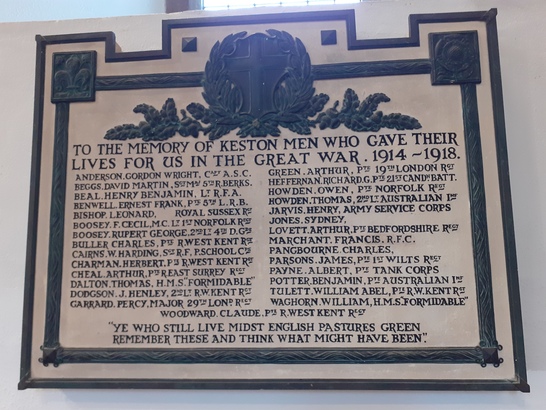 TO THE MEMORY OF KESTON MEN WHO GAVE THEIR
LIVES FOR US IN THE GREAT WAR. 1914-1918.
ANDERSON, GORDON WRIGHT, CAPT A.S.C.
BEGGS, DAVID MARTIN, 5TH R.BERKS.
BEAL, HENRY BENJAMIN, LT R.F.A.
BENWELL, ERNEST FRANK, PTE L.R.B.
BISHOP, LEONARD, ROYAL SUSSEX RGT
BOOSEY, F. CECIL, M.C. LT 1ST NORFOLK RGT
BOOSEY, RUPERT GEORGE, 2ND LT 4TH D.GDS
BULLER CHARLES, PTE R.WEST KENT RGT
CAIRNS, W. HARDING, R.F. SCHOOL
CHARMAN, HERBERT, PTE R.WEST KENT RGT
CHEAL, ARTHUR, PTE EAST SURREY RGT
DALTON, THOMAS, H.M.S. "FORMIDABLE"
DODGSON, J. HENLEY, 2ND LT R.W.KENT RGT
GARRARD, PERCY, MAJOR 29TH LOND RGT
GREEN, ARTHUR, PTE 19TH LONDON RGT
HEFFERNAN, RICHARD, G. PTE 21ST CANDN BATT.
HOWDEN, OWEN, PTE NORFOLK RGT
HOWDEN, THOMAS, 2ND LT AUSTRALIAN INF
JARVIS, HENRY, ARMY SERVICE CORPS
JONES, SYDNEY,
LOVETT, ARTHUR, PTE BEDFORDSHIRE RGT
MARCHANT, FRANCIS, R.F.C.
PANGBOURNE, CHARLES,
PARSONS, JAMES, PTE 1ST WILTS RGT
PAYNE, ALBERT, PTE TANK CORPS
POTTER, BENJAMIN, PTE AUSTRALIAN INF
TULETT, WILLIAM ABEL, PTE R.W.KENT RGT
WAGHORN, WILLIAM, H.M.S. "FORMIDABLE"
WOODWARD, CLAUDE, PTE R.WEST KENT RGT
"YE WHO STILL LIVE MIDST ENGLISH PASTURES GREEN
REMEMBER THESE AND THINK WHAT MIGHT HAVE BEEN".